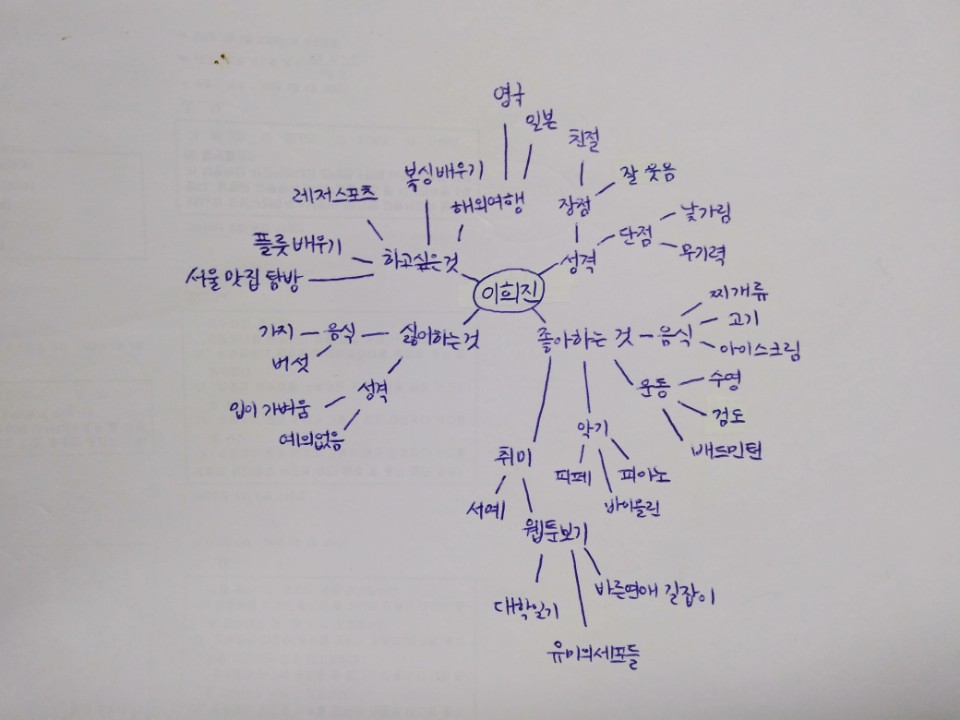 영국
일본
친절
복싱배우기
잘 웃음
레저스포츠
해외여행
장점
낯가림
플룻배우기
하고싶은것
성격
단점
무기력
서울 맛집 탐방
이희진
찌개류
가지
음식
싫어하는것
좋아하는 것
음식
고기
버섯
아이스크림
성격
운동
수영
입이 가벼움
검도
예의없음
악기
배드민턴
취미
피페
피아노
서예
바이올린
웹툰보기
대학일기
바른연애 길잡이
유미의세포들